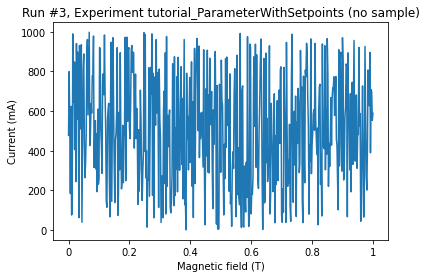 Run #3, Experiment tutorial_ParameterWithSetpoints (no sample)
1000
800
600
400
200
0
Current (mA)
0 0.2 0.4 0.6 0.8 1
Magnetic field (T)